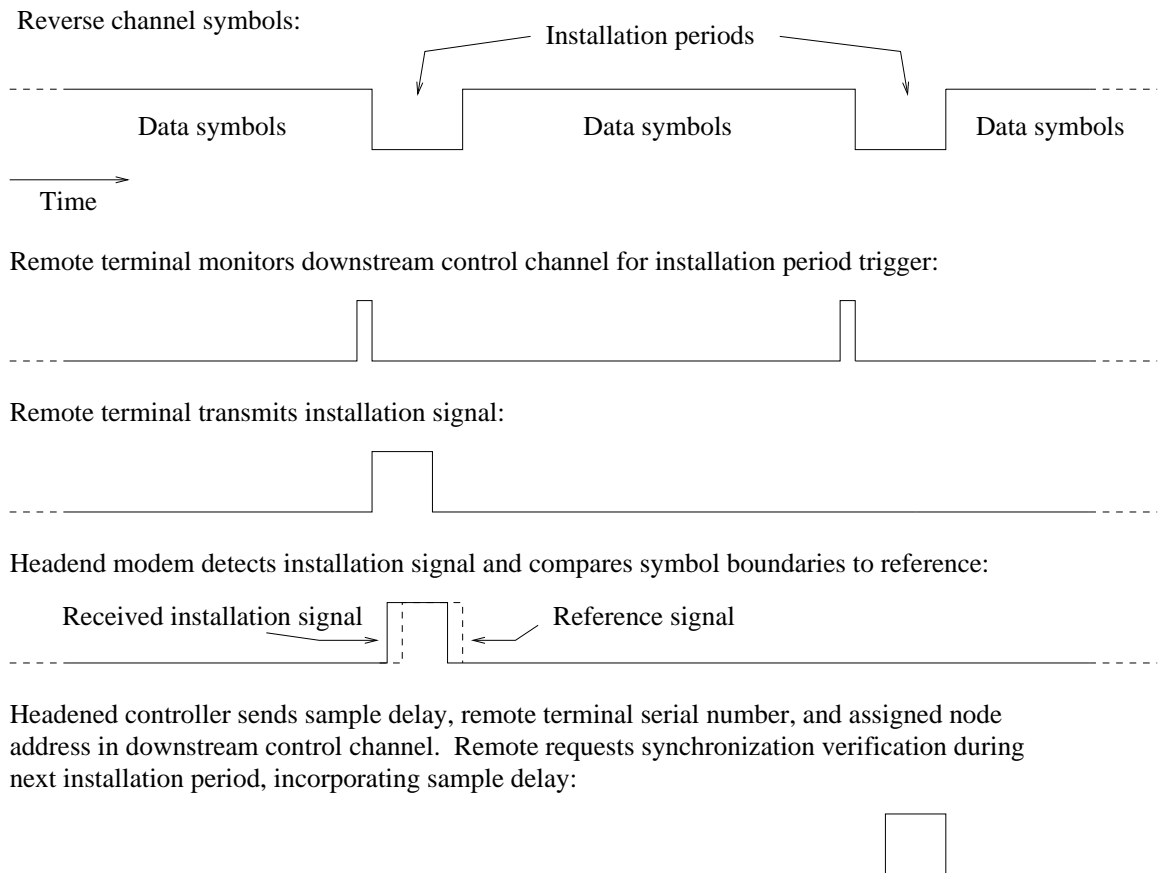 Reverse channel symbols:
Installation periods
Data symbols
Data symbols
Data symbols
Time
Remote terminal monitors downstream control channel for installation period trigger:
Remote terminal transmits installation signal:
Headend modem detects installation signal and compares symbol boundaries to reference:
Received installation signal
Reference signal
Headened controller sends sample delay, remote terminal serial number, and assigned node
address in downstream control channel.  Remote requests synchronization verification during
next installation period, incorporating sample delay: